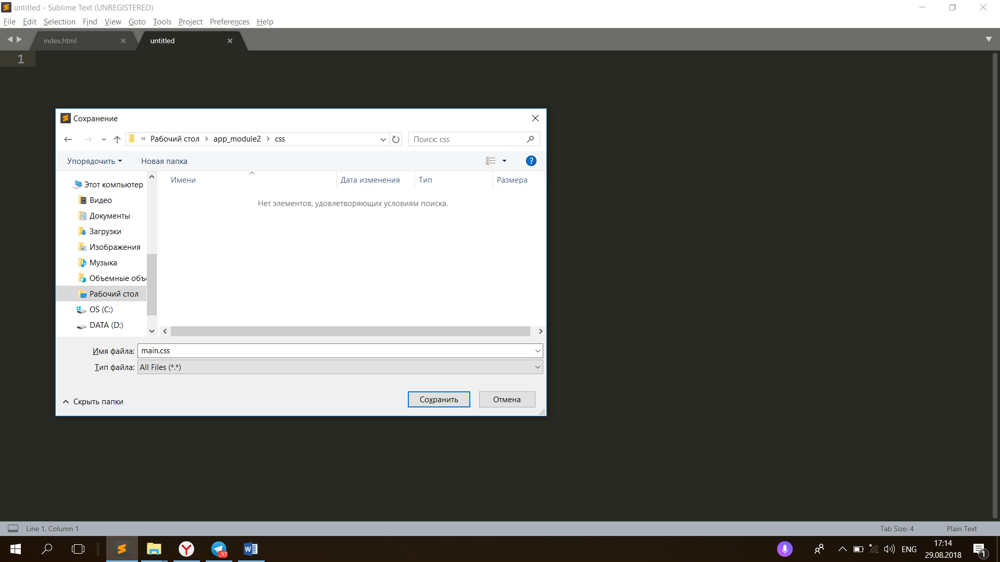 untitled - Sublime Text (UNREGISTERED)
File Edit Selection Find View Goto Tools Project Preferences Help
index.html untitled
1
Сохранение
« Рабочий стол > app_module2 > css
Поиск: css
Упорядочить Новая папка
?
Имени Дата изменения Тип Размера
Нет элементов, удовлетворяющих условиям поиска.
Этот компьютер
Видео
Документы
Загрузки
Изображения
Музыка
Объемные объ
Рабочий стол
OS (C:)
DATA (D:)
Имя файла: main.css
Тип файла: All Files (*.*)
Скрыть папки
Сохранить Отмена
Line 1, Column 1 Tab Size: 4 Plain Text
..97
ENG
17:14
29.08.2018
1